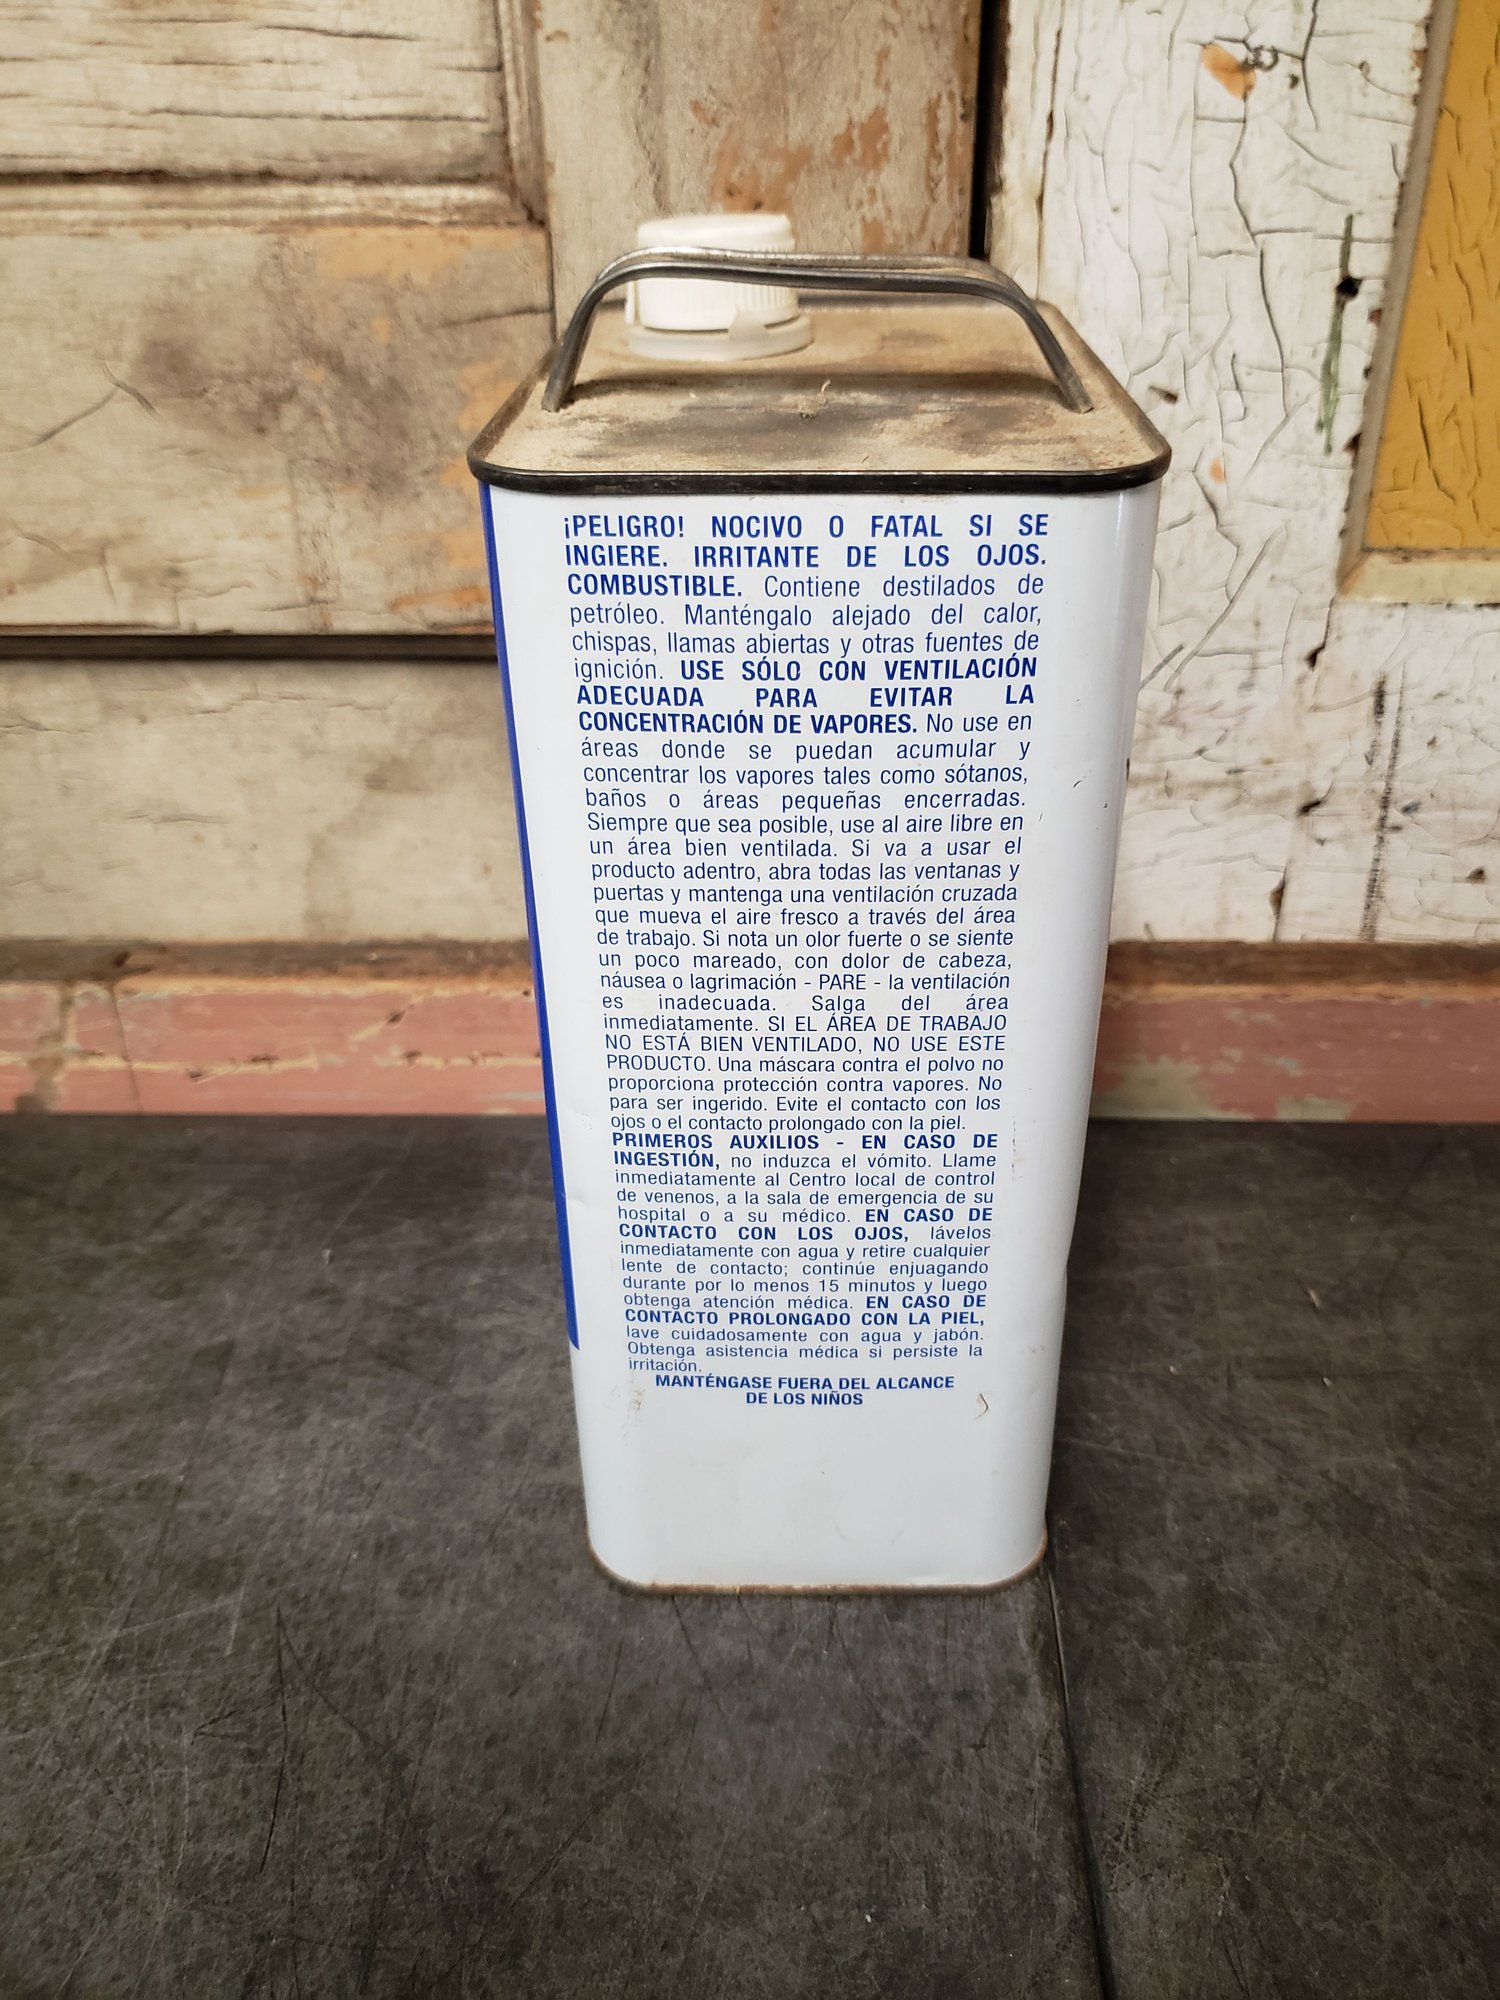 ¡PELIGRO! NOCIVO O FATAL SI SE
INGIERE. IRRITANTE DE LOS OJOS.
COMBUSTIBLE. Contiene destilados de
petróleo. Manténgalo alejado del calor,
chispas, llamas abiertas y otras fuentes de
ignición. USE SÓLO CON VENTILACIÓN
ADECUADA PARA EVITAR LA
CONCENTRACIÓN DE VAPORES. No use en
áreas donde se puedan acumular y
concentrar los vapores tales como sótanos,
baños o áreas pequeñas encerradas.
Siempre que sea posible, use al aire libre en
un área bien ventilada. Si va a usar el
producto adentro, abra todas las ventanas y
puertas y mantenga una ventilación cruzada
que mueva el aire fresco a través del área
de trabajo. Si nota un olor fuerte o se siente
un poco mareado, con dolor de cabeza,
náusea o lagrimación - PARE - la ventilación
es inadecuada. Salga del área
inmediatamente. SI EL ÁREA DE TRABAJO
NO ESTÁ BIEN VENTILADO, NO USE ESTE
PRODUCTO. Una máscara contra el polvo no
proporciona protección contra vapores. No
para ser ingerido. Evite el contacto con los
ojos o el contacto prolongado con la piel.
PRIMEROS AUXILIOS - EN CASO DE
INGESTIÓN, no induzca el vómito. Llame
inmediatamente al Centro local de control
de venenos, a la sala de emergencia de su
hospital o a su médico. EN CASO DE
CONTACTO CON LOS OJOS, lávelos
inmediatamente con agua y retire cualquier
lente de contacto; continúe enjuagando
durante por lo menos 15 minutos y luego
obtenga atención médica. EN CASO DE
CONTACTO PROLONGADO CON LA PIEL,
lave cuidadosamente con agua y jabón.
Obtenga asistencia médica si persiste la
irritación.
MANTÉNGASE FUERA DEL ALCANCE
DE LOS NIÑOS